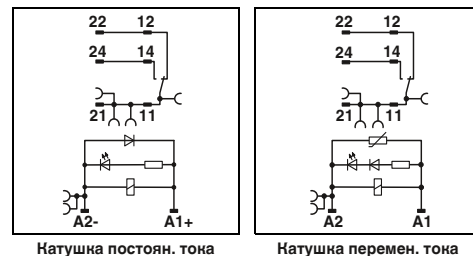 22 12
24 14
21 11
A2- A1+
Катушка постоян. тока
22 12
24 14
21 11
A2 A1
Катушка перемен. тока